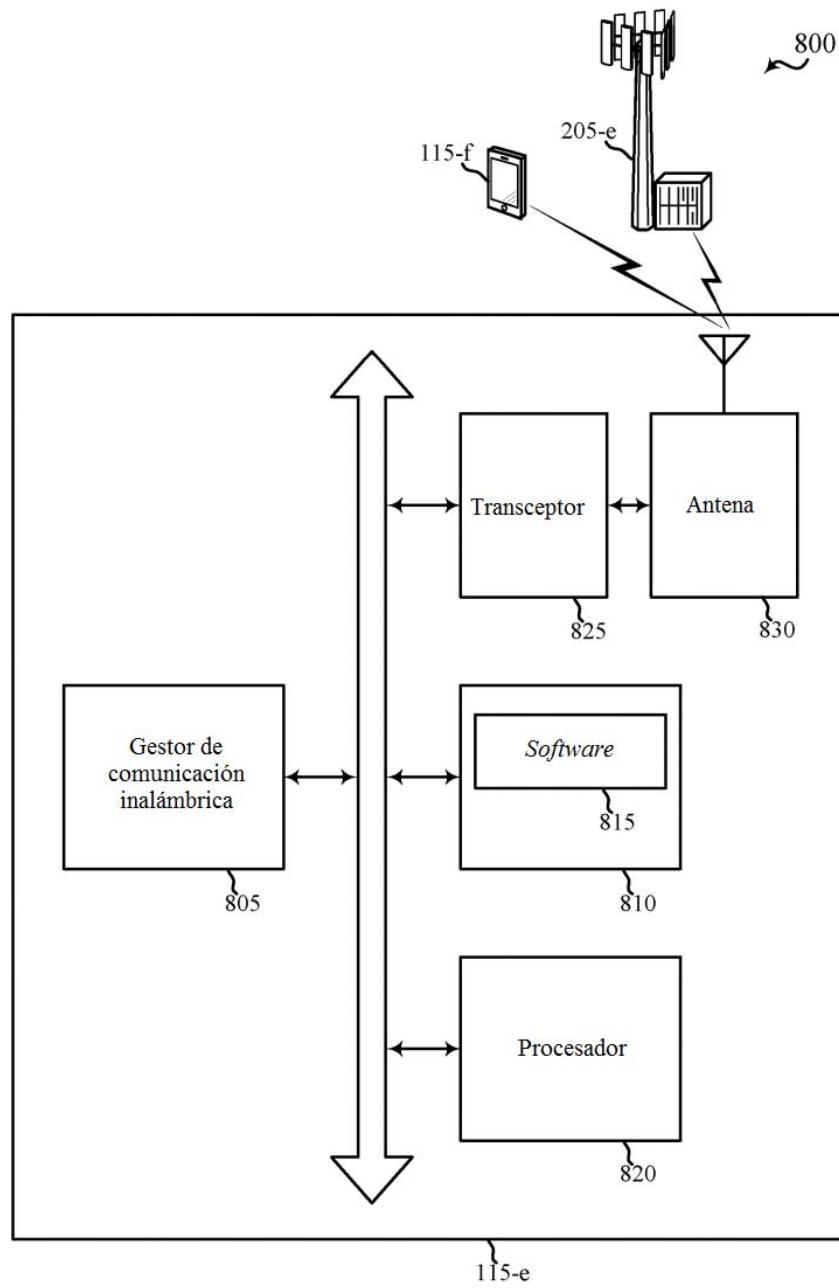 800
205-e
115-f
Transceptor
Antena
825
830
Gestor de
comunicación
inalámbrica
Software
815
805
810
Procesador
820
115-e